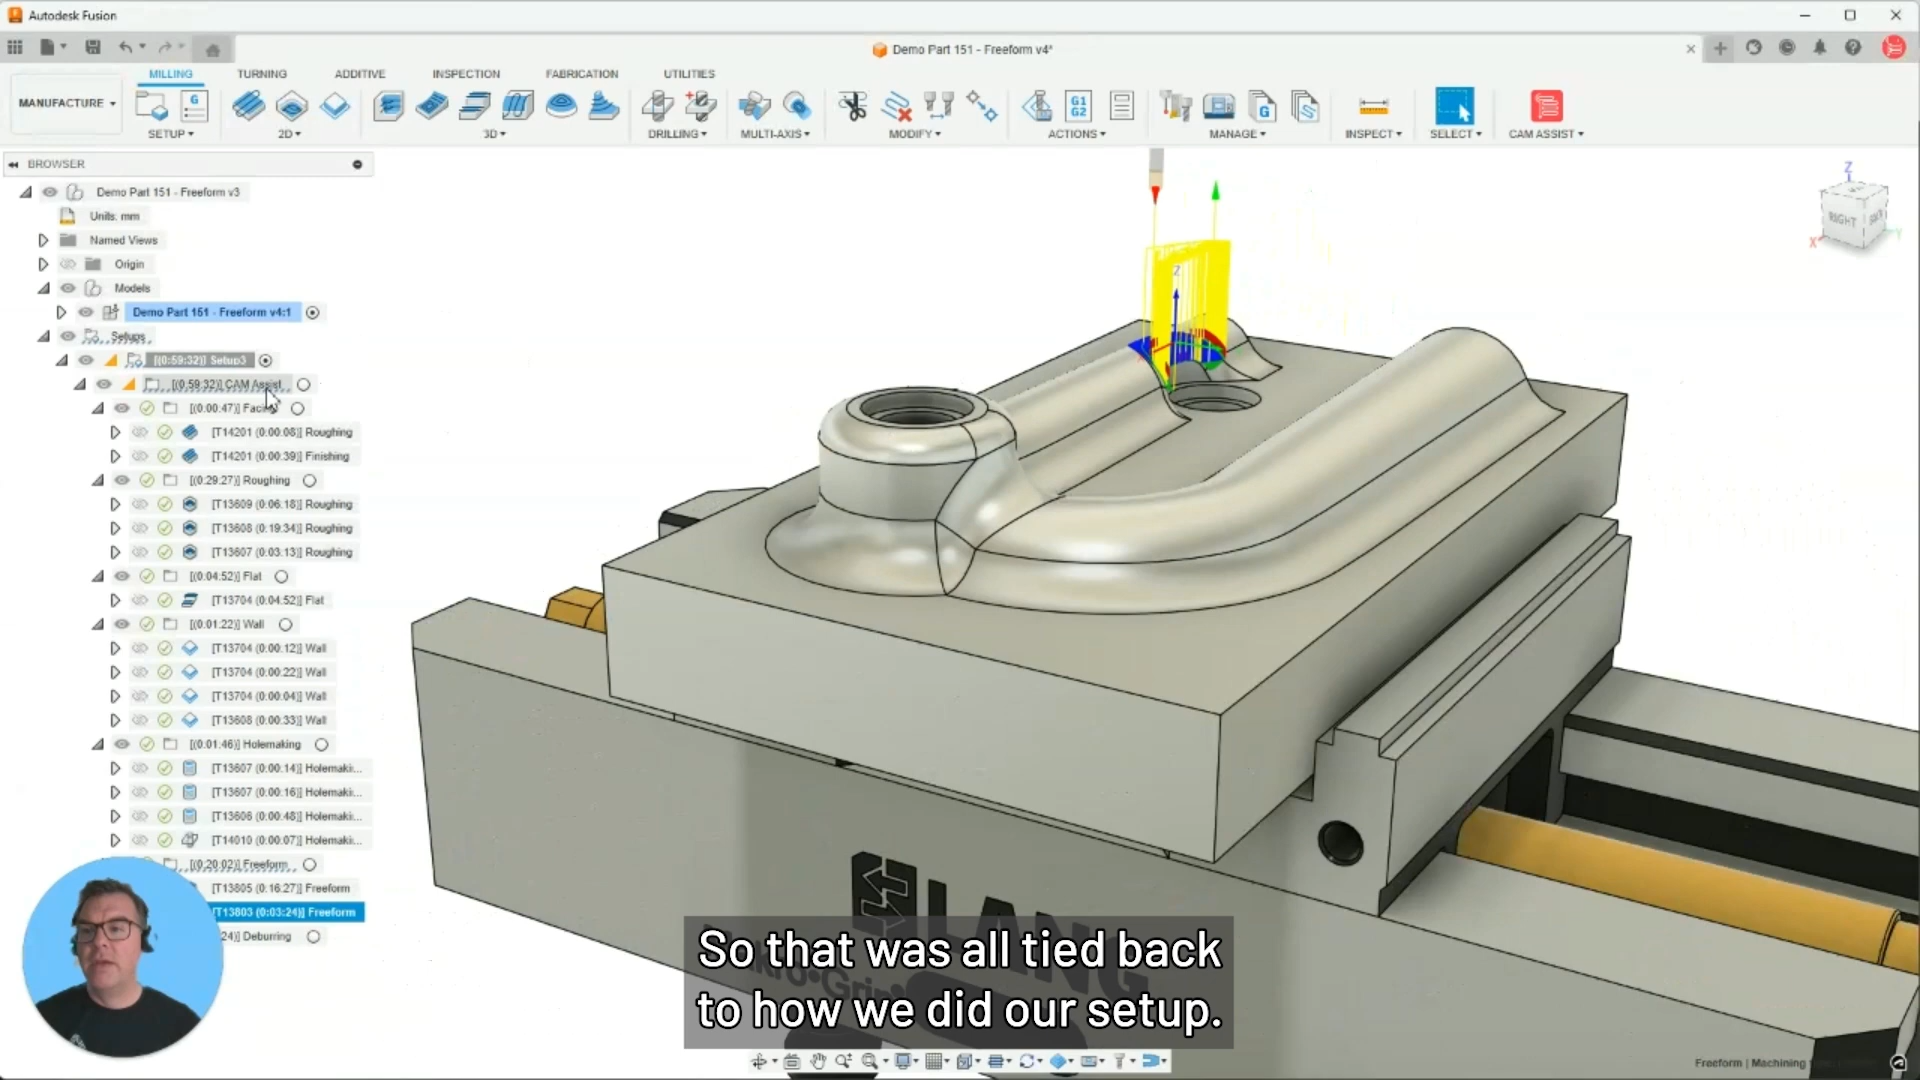 Autodesk Fusion
Demo Part 151 - Freeform v4*
MILLING
TURNING
ADDITIVE
INSPECTION
FABRICATION
UTILITIES
MANUFACTURE
G
G1
G2
G
SETUP
2D
3D
DRILLING
MULTI-AXIS
MODIFY
ACTIONS
MANAGE
INSPECT
SELECT
CAM ASSIST
BROWSER
Demo Part 151 - Freeform v3
Units: mm
Named Views
Origin
Models
Demo Part 151 - Freeform v4:1
Setups
[(0:59:32)] Setup3
[(0:59:32)] CAM Assist
[(0:00:47)]
[T14201 (0:00:08)] Roughing
[T14201 (0:00:39)] Finishing
[(0:29:27)] Roughing
[T13609 (0:06:18)] Roughing
[T13608 (0:19:34)] Roughing
[T13607 (0:03:13)] Roughing
[(0:04:52)] Flat
[T13704 (0:04:52)] Flat
[(0:01:22)] Wall
[T13704 (0:00:12)] Wall
[T13704 (0:00:22)] Wall
[T13704 (0:00:04)] Wall
[T13608 (0:00:33)] Wall
[(0:01:46)] Holemaking
[T13607 (0:00:14)] Holemaki...
[T13607 (0:00:16)] Holemaki...
[T13606 (0:00:48)] Holemaki...
[T14010 (0:00:07)] Holemaki...
[(0:20:02)] Freeform
[T13805 (0:16:27)] Freeform
[T13803 (0:03:24)] Freeform
24)] Deburring
Z
RIGHT
BACK
X
Y
Z
LANG
So that was all tied back
to how we did our setup.
Freeform | Machining